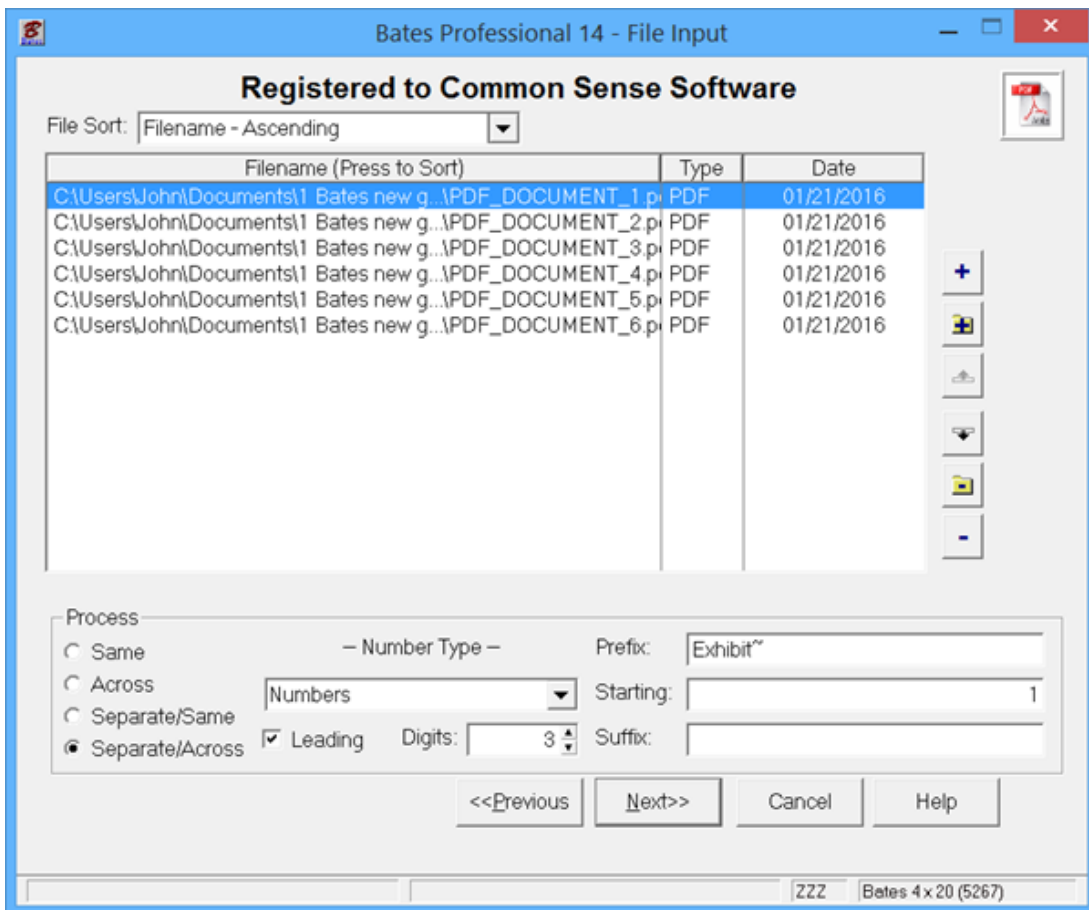 Bates Professional 14 - File Input
Registered to Common Sense Software
File Sort: Filename - Ascending
Filename (Press to Sort) Type Date
C:\Users\John\Documents\1 Bates new g...\PDF_DOCUMENT_1.p PDF 01/21/2016
C:\Users\John\Documents\1 Bates new g...\PDF_DOCUMENT_2.p PDF 01/21/2016
C:\Users\John\Documents\1 Bates new g...\PDF_DOCUMENT_3.p PDF 01/21/2016
C:\Users\John\Documents\1 Bates new g...\PDF_DOCUMENT_4.p PDF 01/21/2016
C:\Users\John\Documents\1 Bates new g...\PDF_DOCUMENT_5.p PDF 01/21/2016
C:\Users\John\Documents\1 Bates new g...\PDF_DOCUMENT_6.p PDF 01/21/2016
Process
Same
Across
Separate/Same
Separate/Across
– Number Type –
Numbers
Leading Digits: 3
Prefix: Exhibit~
Starting: 1
Suffix:
<<Previous Next>> Cancel Help
ZZZ Bates 4 x 20 (5267)